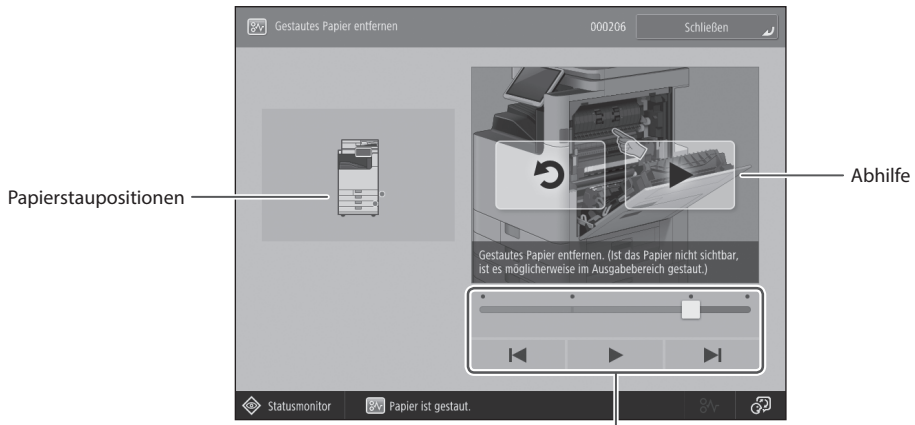 Gestautes Papier entfernen
000206
Schließen
Papierstaupositionen
Abhilfe
Gestautes Papier entfernen. (Ist das Papier nicht sichtbar,
ist es möglicherweise im Ausgabebereich gestaut.)
Statusmonitor
Papier ist gestaut.